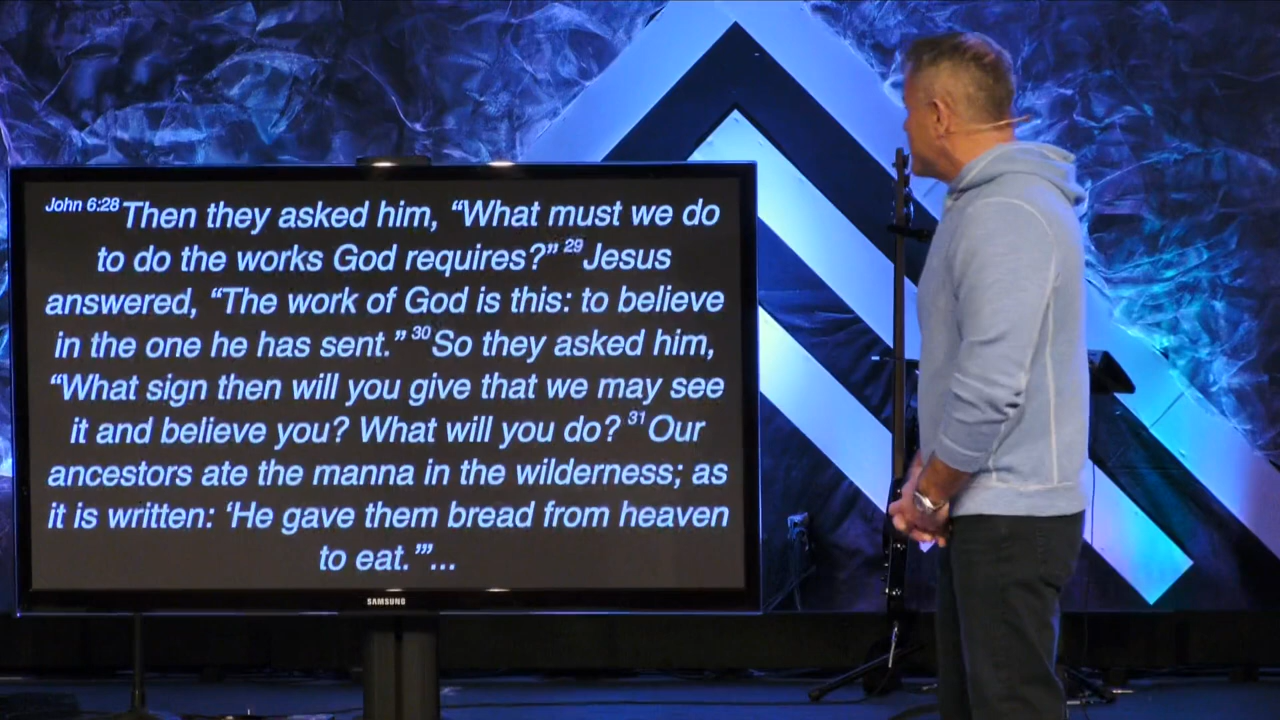 John 6:28 Then they asked him, “What must we do
to do the works God requires?” 29 Jesus
answered, “The work of God is this: to believe
in the one he has sent.” 30 So they asked him,
“What sign then will you give that we may see
it and believe you? What will you do? 31 Our
ancestors ate the manna in the wilderness; as
it is written: ‘He gave them bread from heaven
to eat.’”...
SAMSUNG